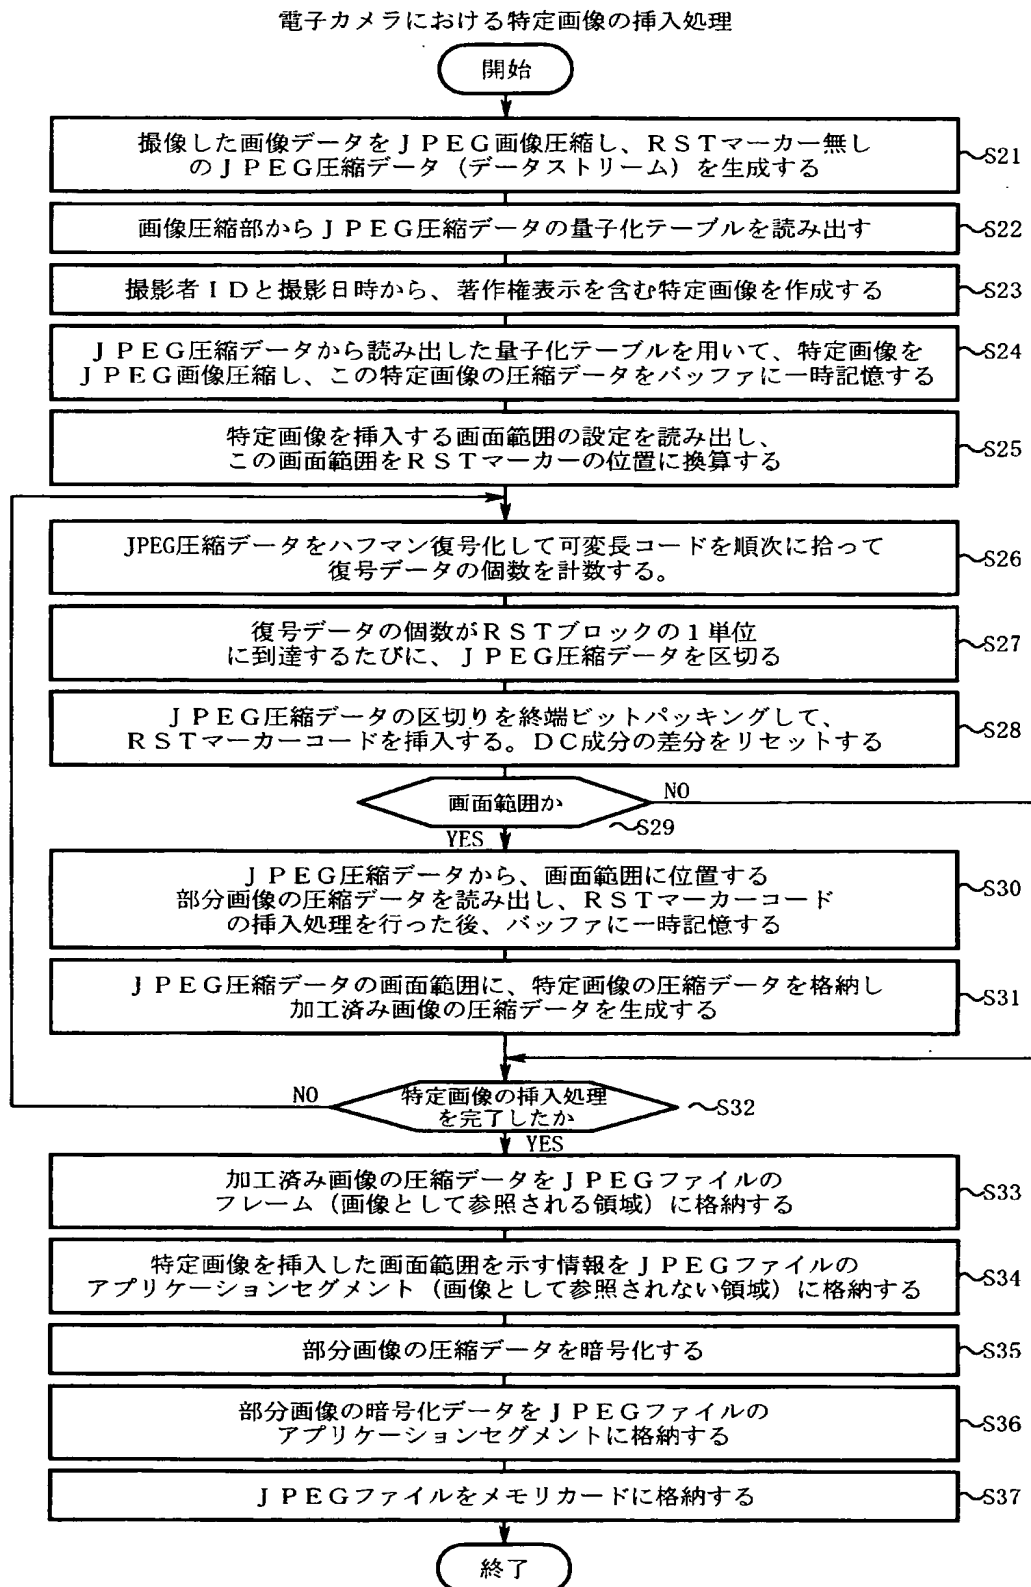 電子カメラにおける特定画像の挿入処理
開始
撮像した画像データをＪＰＥＧ画像圧縮し、ＲＳＴマーカー無し
のＪＰＥＧ圧縮データ（データストリーム）を生成する
S21
画像圧縮部からＪＰＥＧ圧縮データの量子化テーブルを読み出す
S22
撮影者ＩＤと撮影日時から、著作権表示を含む特定画像を作成する
S23
ＪＰＥＧ圧縮データから読み出した量子化テーブルを用いて、特定画像を
ＪＰＥＧ画像圧縮し、この特定画像の圧縮データをバッファに一時記憶する
S24
特定画像を挿入する画面範囲の設定を読み出し、
この画面範囲をＲＳＴマーカーの位置に換算する
S25
JPEG圧縮データをハフマン復号化して可変長コードを順次に拾って
復号データの個数を計数する。
S26
復号データの個数がＲＳＴブロックの１単位
に到達するたびに、ＪＰＥＧ圧縮データを区切る
S27
ＪＰＥＧ圧縮データの区切りを終端ビットパッキングして、
ＲＳＴマーカーコードを挿入する。ＤＣ成分の差分をリセットする
S28
画面範囲か
NO
S29
YES
ＪＰＥＧ圧縮データから、画面範囲に位置する
部分画像の圧縮データを読み出し、ＲＳＴマーカーコード
の挿入処理を行った後、バッファに一時記憶する
S30
ＪＰＥＧ圧縮データの画面範囲に、特定画像の圧縮データを格納し
加工済み画像の圧縮データを生成する
S31
NO
特定画像の挿入処理
を完了したか
S32
YES
加工済み画像の圧縮データをＪＰＥＧファイルの
フレーム（画像として参照される領域）に格納する
S33
特定画像を挿入した画面範囲を示す情報をＪＰＥＧファイルの
アプリケーションセグメント（画像として参照されない領域）に格納する
S34
部分画像の圧縮データを暗号化する
S35
部分画像の暗号化データをＪＰＥＧファイルの
アプリケーションセグメントに格納する
S36
ＪＰＥＧファイルをメモリカードに格納する
S37
終了